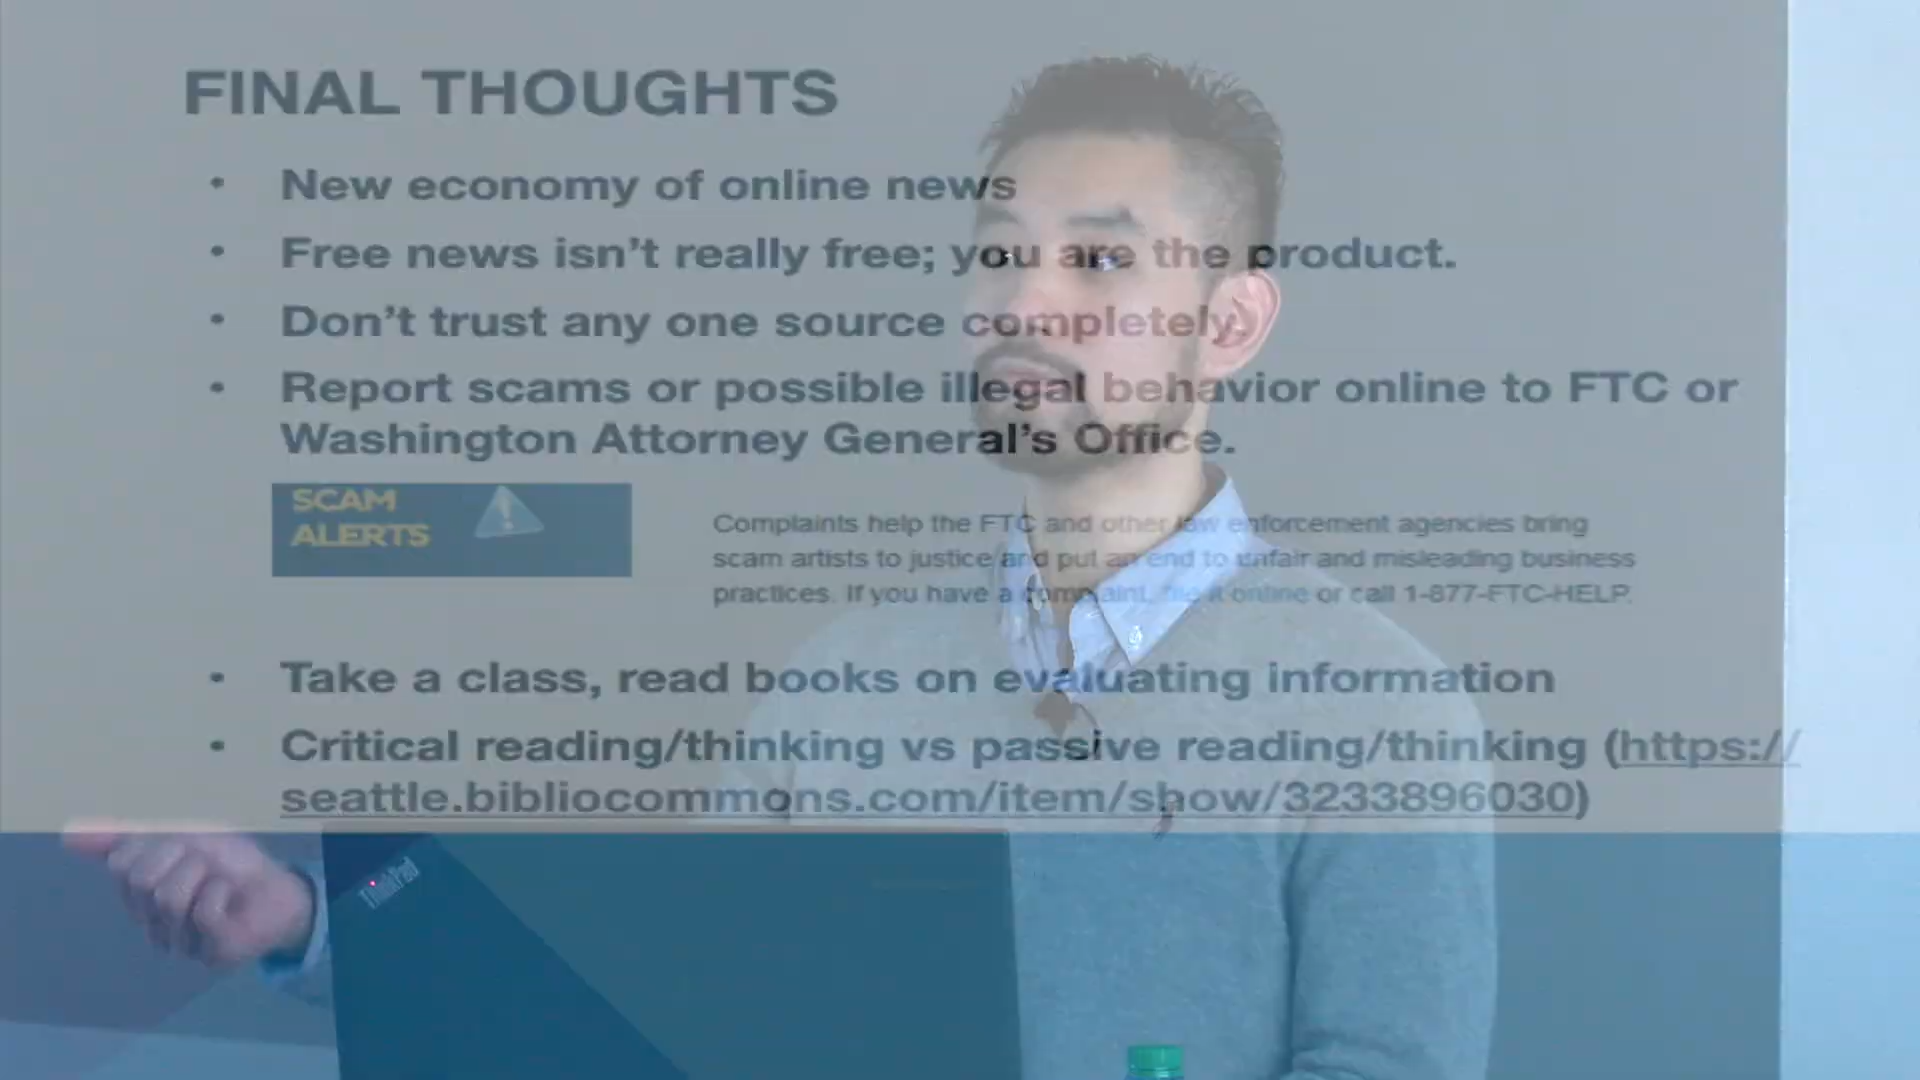 FINAL THOUGHTS
• New economy of online news
• Free news isn't really free; you are the product.
• Don't trust any one source completely.
• Report scams or possible illegal behavior online to FTC or
Washington Attorney General's Office.
SCAM
ALERTS
Complaints help the FTC and other law enforcement agencies bring
scam artists to justice and put an end to unfair and misleading business
practices. If you have a complaint, file it online or call 1-877-FTC-HELP.
• Take a class, read books on evaluating information
• Critical reading/thinking vs passive reading/thinking (https://
seattle.bibliocommons.com/item/show/3233896030)
ThinkPad